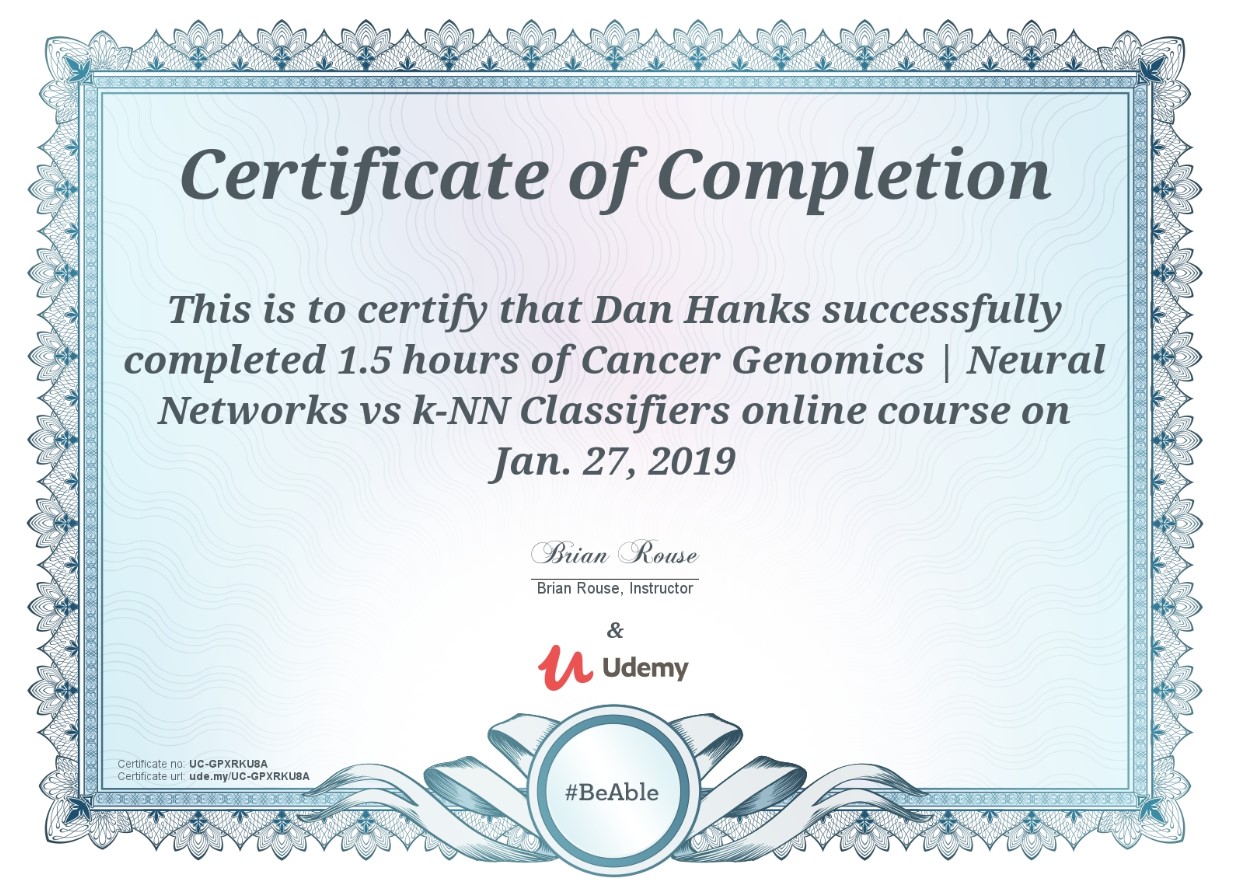 Certificate of Completion
This is to certify that Dan Hanks successfully
completed 1.5 hours of Cancer Genomics | Neural
Networks vs k-NN Classifiers online course on
Jan. 27, 2019
Brian Rouse
Brian Rouse, Instructor
&
Udemy
Certificate no: UC-GPXRKU8A
Certificate url: ude.my/UC-GPXRKU8A
#BeAble